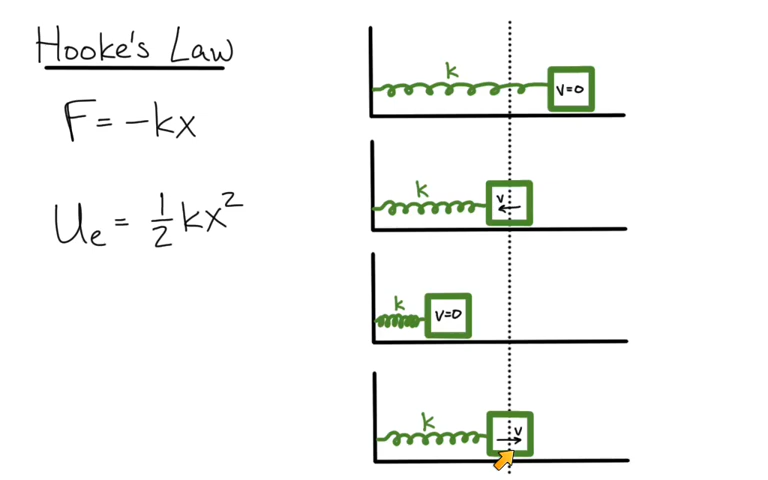 Hooke's Law
F = -kx
Ue = 1/2 kx²
k
V=0
k
v
k
V=0
k
v